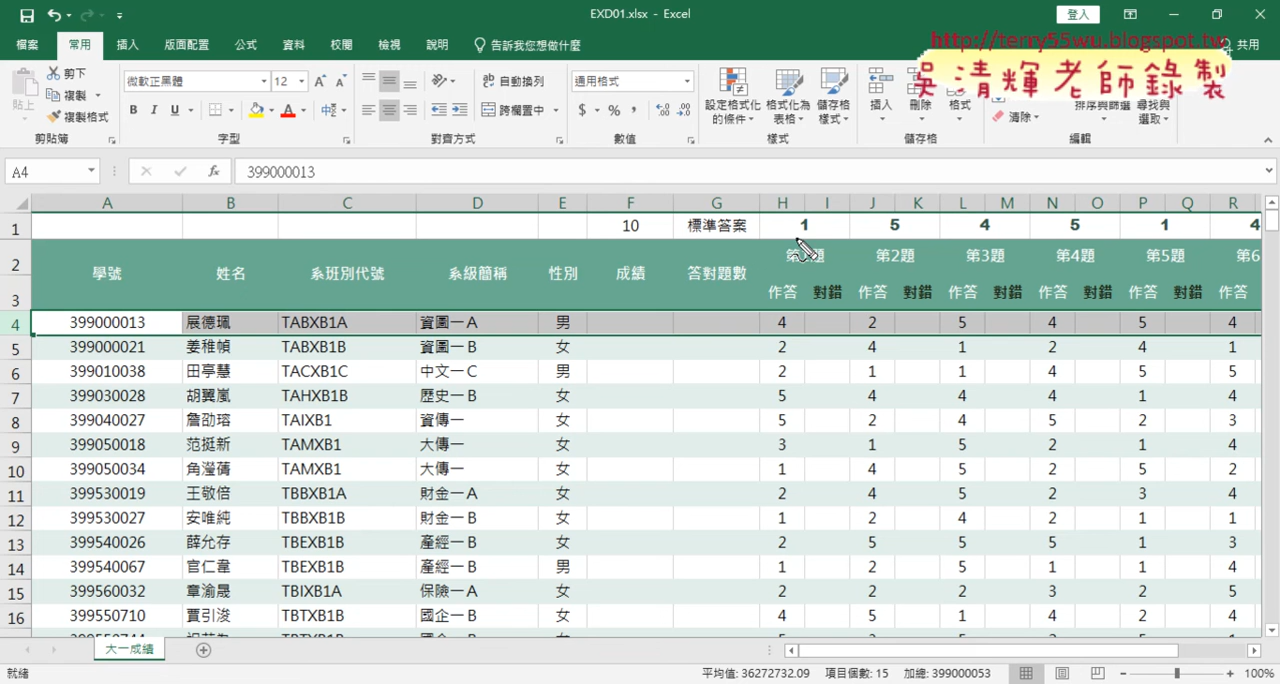 EXD01.xlsx - Excel
登入
檔案 常用 插入 版面配置 公式 資料 校閱 檢視 說明 告訴我您想做什麼 共用
http://terry55wu.blogspot.tw
吳清輝老師錄製
貼上 剪下 複製 複製格式 剪貼簿
微軟正黑體 12 B I U A 字型
自動換列 跨欄置中 對齊方式
通用格式 $ % 數值
設定格式化的條件 格式化為表格 儲存格樣式 樣式
插入 刪除 格式 儲存格
清除 排序與篩選 尋找與選取 編輯
A4 fx 399000013
A B C D E F G H I J K L M N O P Q R
1 10 標準答案 1 5 4 5 1 4
2 學號 姓名 系班別代號 系級簡稱 性別 成績 答對題數 第1題 第2題 第3題 第4題 第5題 第6
3 作答 對錯 作答 對錯 作答 對錯 作答 對錯 作答 對錯 作答
4 399000013 展德珮 TABXB1A 資圖一A 男 4 2 5 4 5 4
5 399000021 姜稚幀 TABXB1B 資圖一B 女 2 4 1 2 4 1
6 399010038 田亭慧 TACXB1C 中文一C 男 2 1 1 4 5 5
7 399030028 胡翼嵐 TAHXB1B 歷史一B 女 5 4 4 4 1 4
8 399040027 詹劭瑢 TAIXB1 資傳一 女 5 2 4 5 2 3
9 399050018 范挺新 TAMXB1 大傳一 女 3 1 5 2 1 4
10 399050034 角瀅蒨 TAMXB1 大傳一 女 1 4 5 2 5 2
11 399530019 王敬倍 TBBXB1A 財金一A 女 2 4 5 2 3 4
12 399530027 安唯純 TBBXB1B 財金一B 女 1 2 4 2 1 1
13 399540026 薛允存 TBEXB1B 產經一B 女 2 5 5 5 1 3
14 399540067 官仁韋 TBEXB1B 產經一B 男 1 2 5 1 1 4
15 399560032 章渝晟 TBIXB1A 保險一A 女 2 2 2 3 2 5
16 399550710 賈引浚 TBTXB1B 國企一B 女 4 5 1 4 2 4
大一成績
就緒 平均值: 36272732.09 項目個數: 15 加總: 399000053 100%